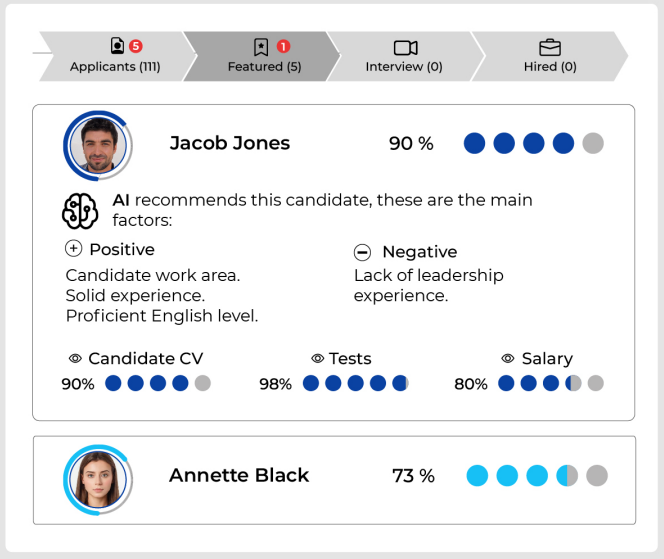 5
1
Applicants (111)
Featured (5)
Interview (0)
Hired (0)
Jacob Jones
90 %
AI recommends this candidate, these are the main
factors:
Positive
Negative
Candidate work area.
Solid experience.
Proficient English level.
Lack of leadership
experience.
Candidate CV
Tests
Salary
90%
98%
80%
Annette Black
73 %